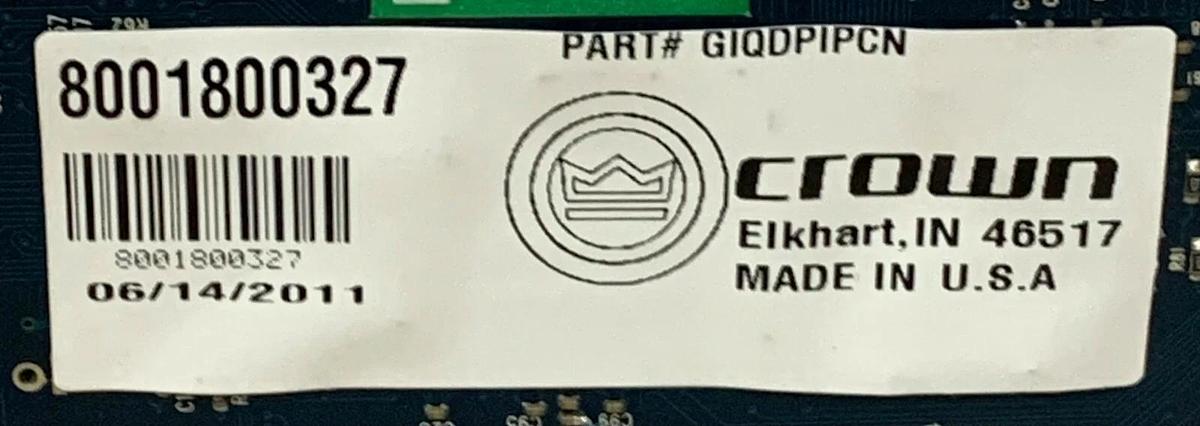 PART# GIQDPIPCN
8001800327
8001800327
06/14/2011
crown
Elkhart, IN 46517
MADE IN U.S.A